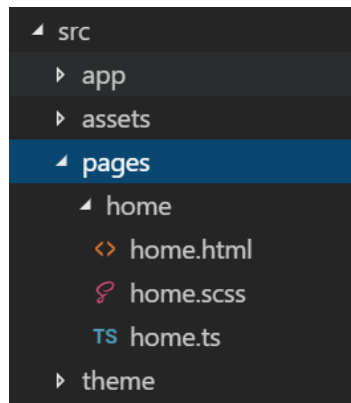 src
app
assets
pages
home
<> home.html
home.scss
TS home.ts
theme